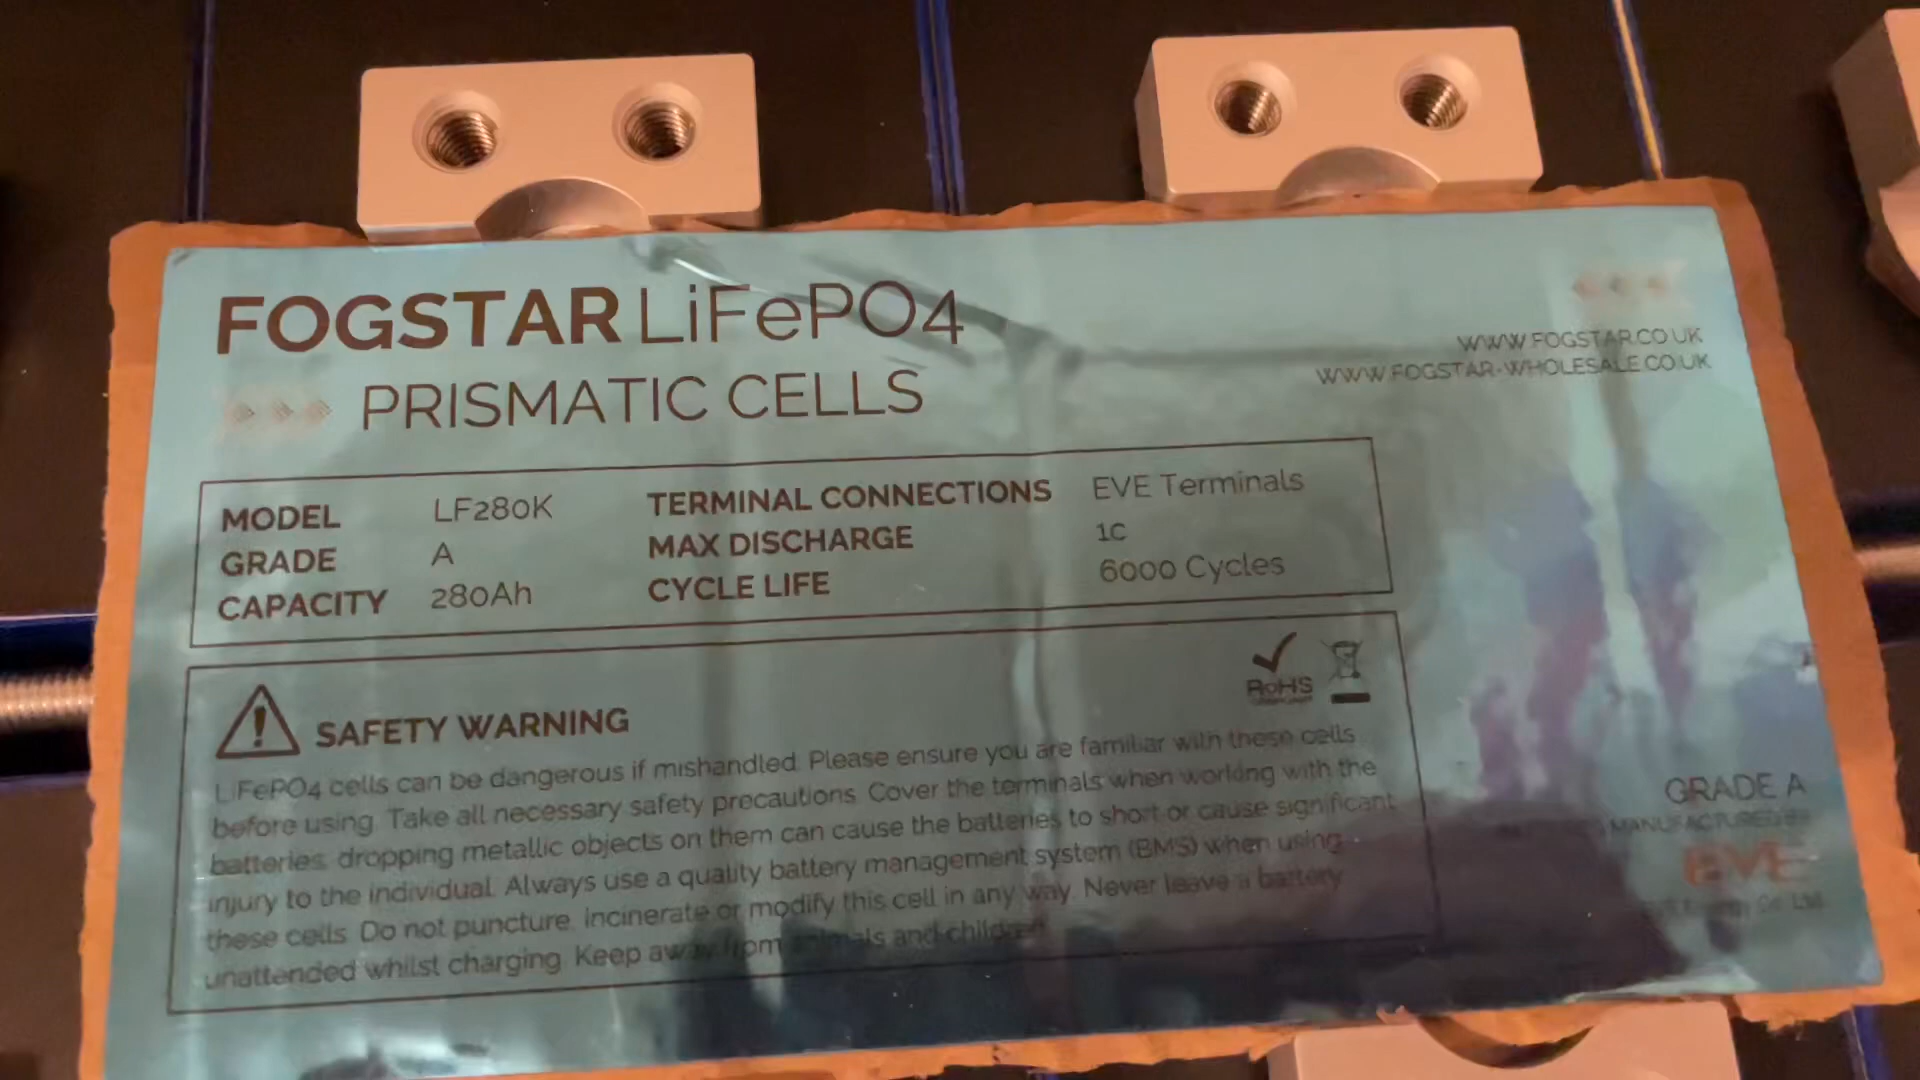 FOGSTAR LiFePO4
PRISMATIC CELLS
WWW.FOGSTAR.CO.UK
WWW.FOGSTAR-WHOLESALE.CO.UK
MODEL LF280K
GRADE A
CAPACITY 280Ah
TERMINAL CONNECTIONS EVE Terminals
MAX DISCHARGE 1C
CYCLE LIFE 6000 Cycles
RoHS
SAFETY WARNING
LiFePO4 cells can be dangerous if mishandled. Please ensure you are familiar with these cells
before using. Take all necessary safety precautions. Cover the terminals when working with the
batteries, dropping metallic objects on them can cause the batteries to short or cause significant
injury to the individual. Always use a quality battery management system (BMS) when using
these cells. Do not puncture, incinerate or modify this cell in any way. Never leave a battery
unattended whilst charging. Keep away from animals and children
GRADE A
MANUFACTURED BY
EVE